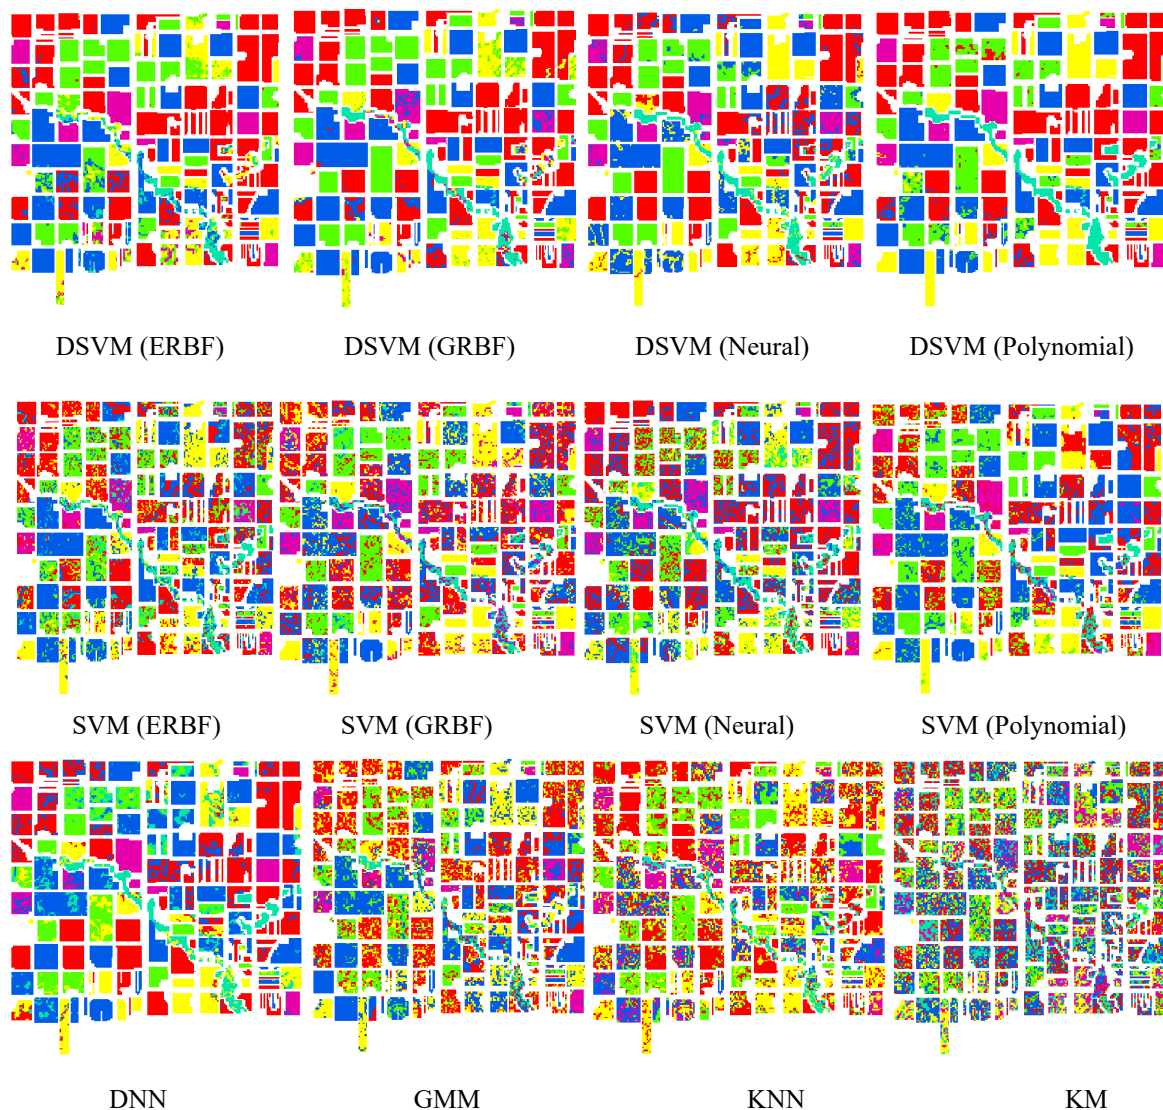 DSVM (ERBF) DSVM (GRBF) DSVM (Neural) DSVM (Polynomial)
SVM (ERBF) SVM (GRBF) SVM (Neural) SVM (Polynomial)
DNN GMM KNN KM